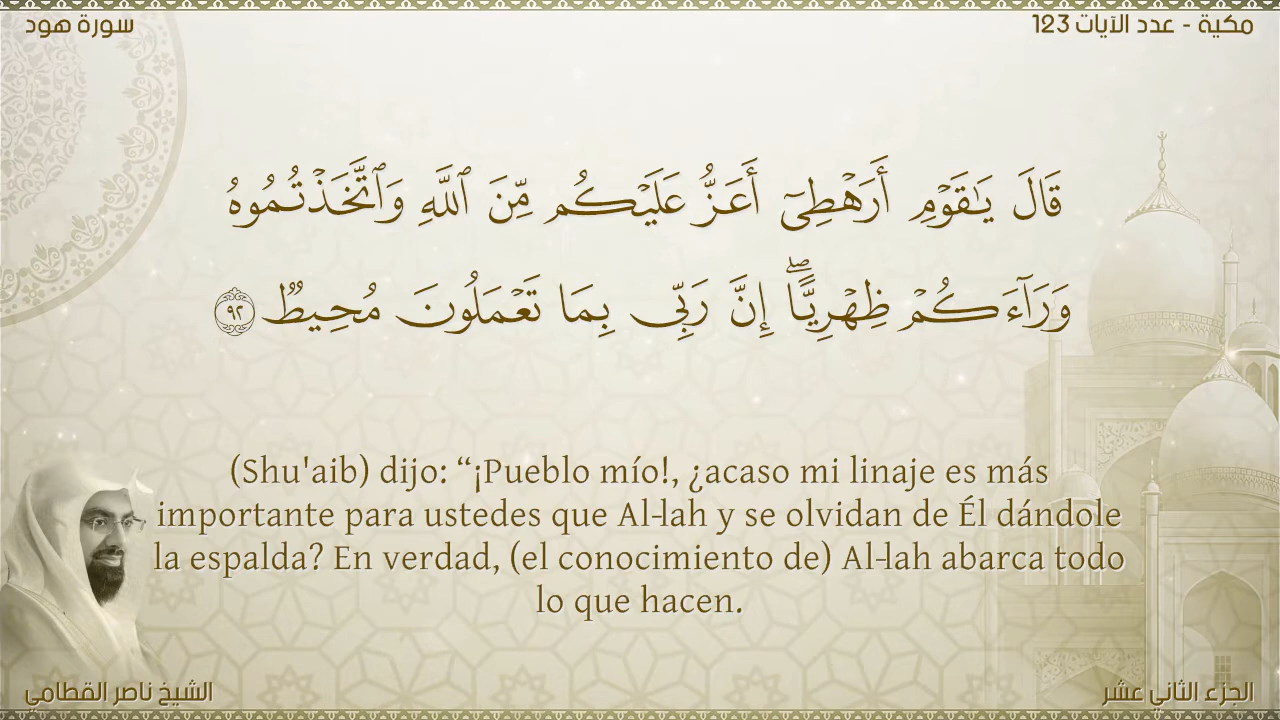 مكية - عدد الآيات 123
سورة هود
قَالَ يَٰقَوْمِ أَرَهْطِىٓ أَعَزُّ عَلَيْكُم مِّنَ ٱللَّهِ وَٱتَّخَذْتُمُوهُ
وَرَآءَكُمْ ظِهْرِيًّا ۖ إِنَّ رَبِّى بِمَا تَعْمَلُونَ مُحِيطٌ ٩٢
(Shu'aib) dijo: “¡Pueblo mío!, ¿acaso mi linaje es más
importante para ustedes que Al-lah y se olvidan de Él dándole
la espalda? En verdad, (el conocimiento de) Al-lah abarca todo
lo que hacen.
الجزء الثاني عشر
الشيخ ناصر القطامي